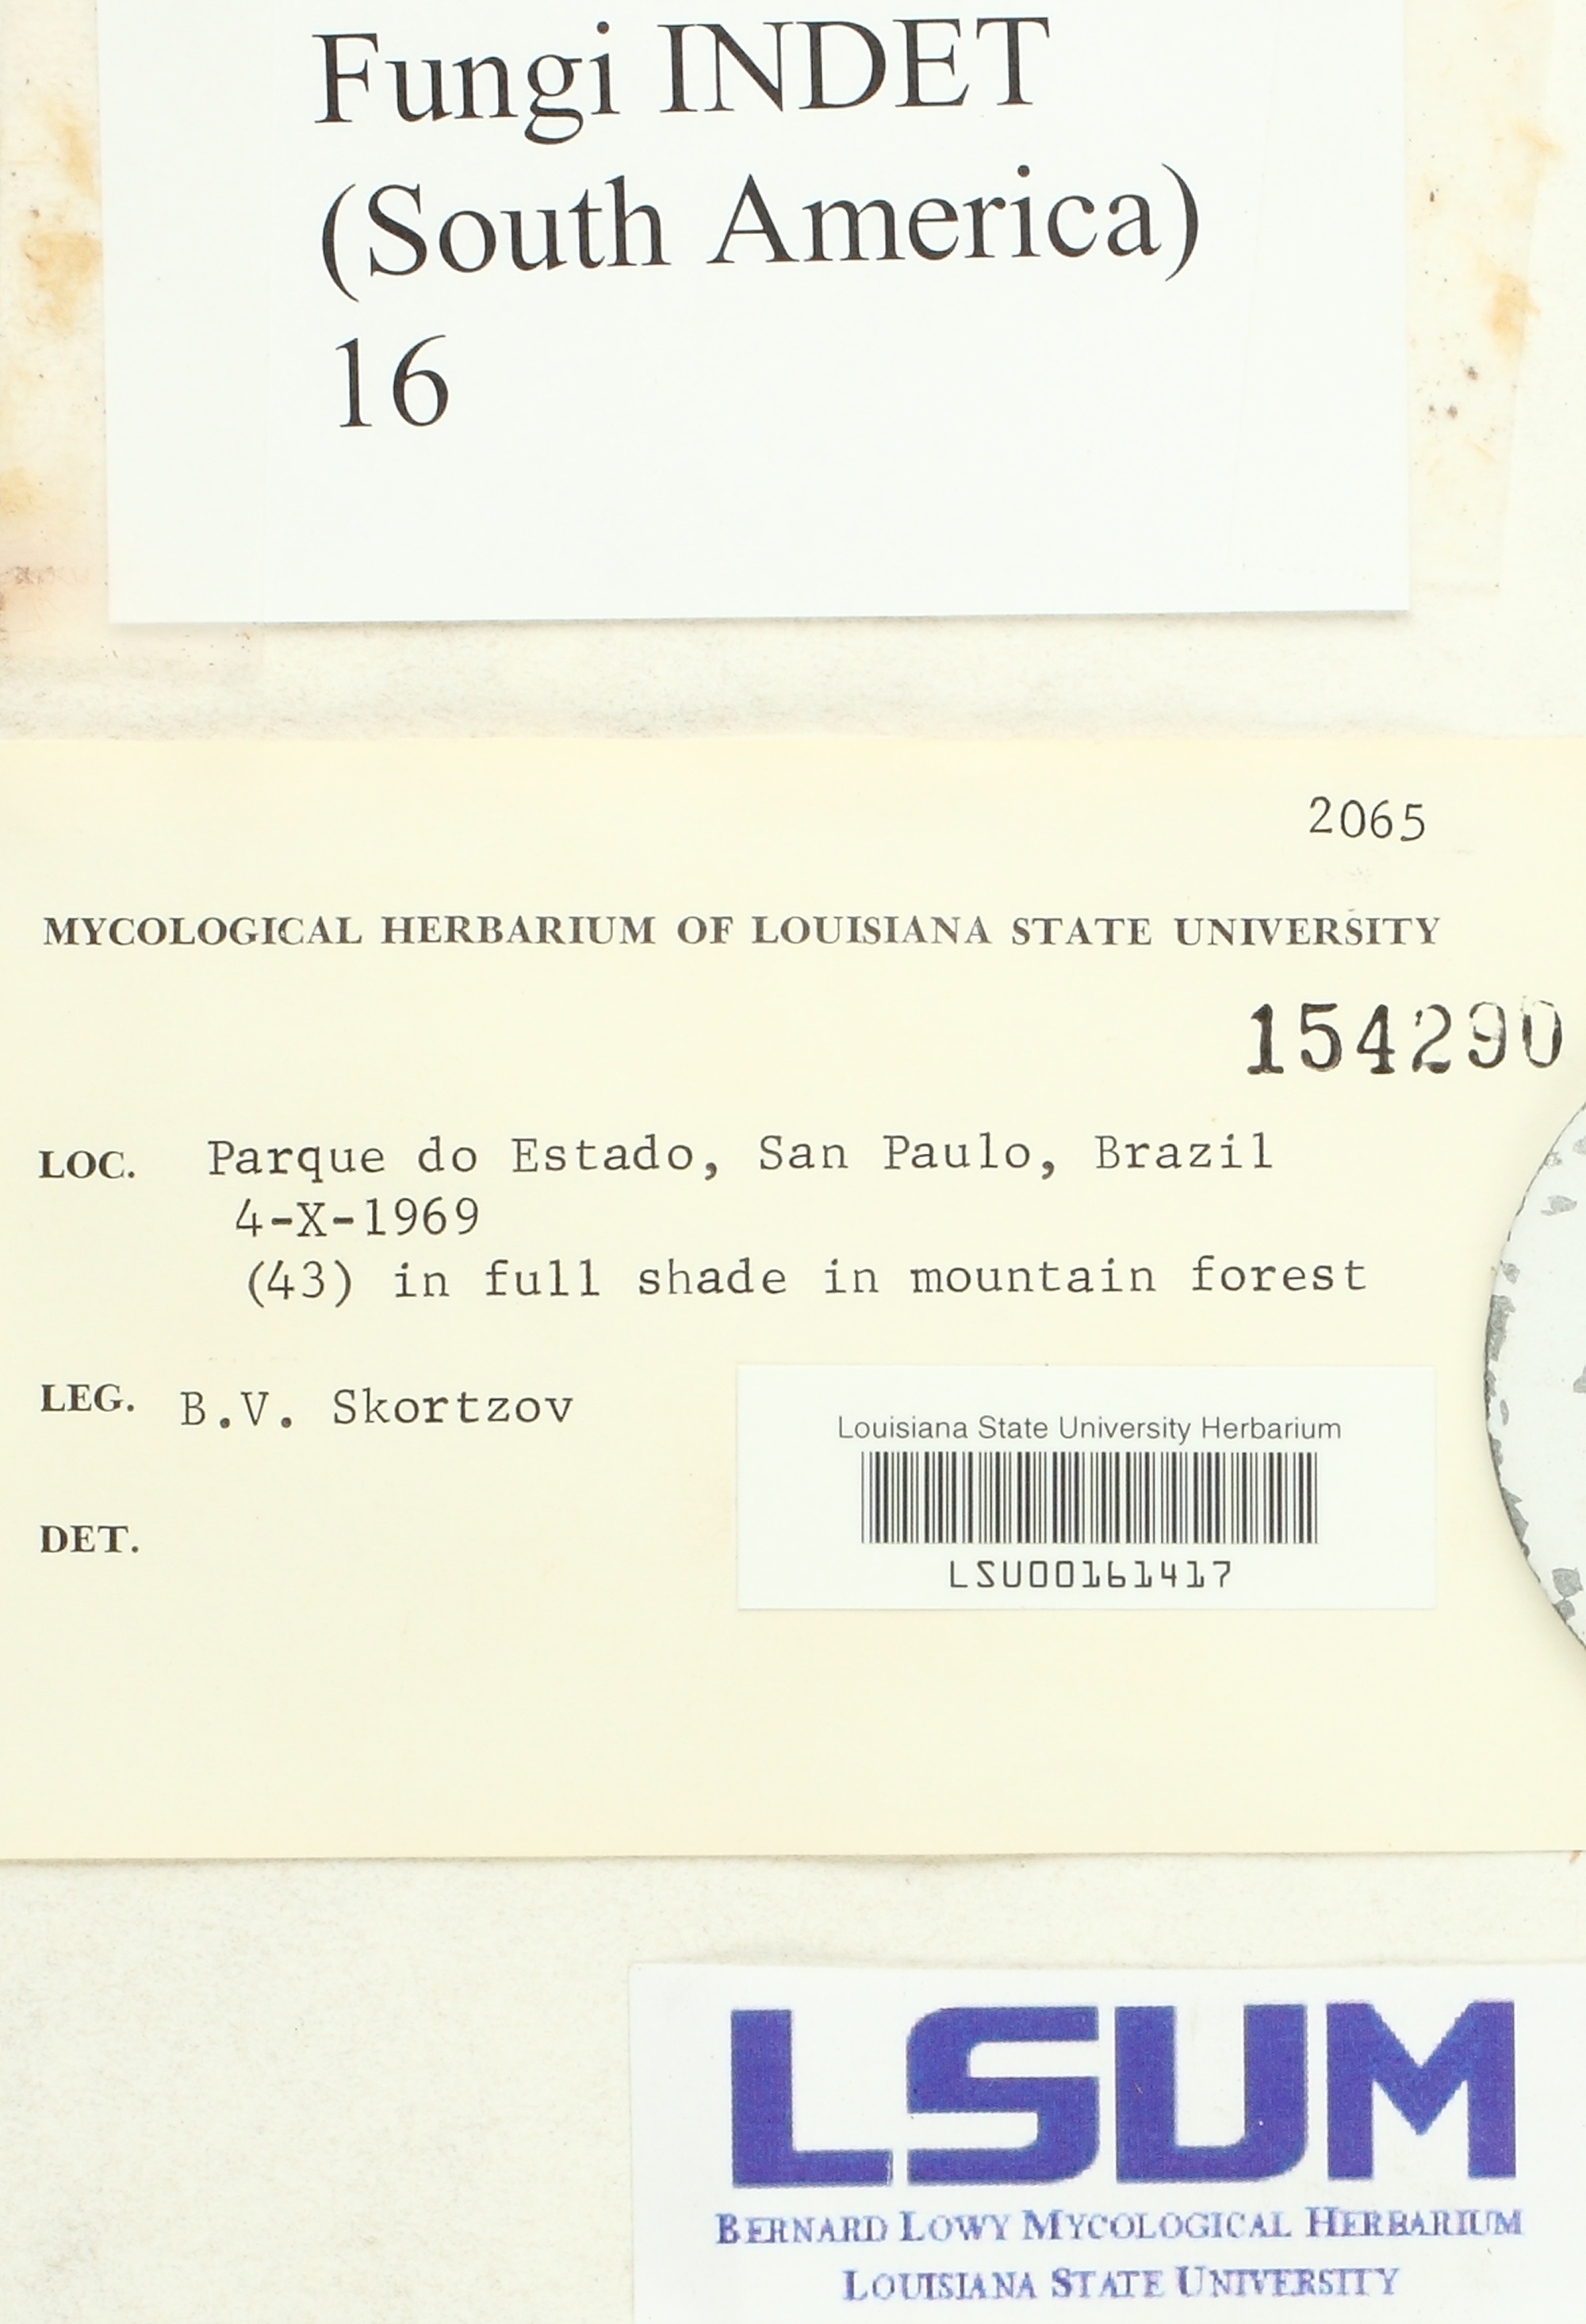 Fungi INDET
(South America)
16
2065
MYCOLOGICAL HERBARIUM OF LOUISIANA STATE UNIVERSITY
154290
LOC. Parque do Estado, San Paulo, Brazil
4-X-1969
(43) in full shade in mountain forest
LEG. B.V. Skortzov
Louisiana State University Herbarium
LSU00161417
DET.
LSUM
BERNARD LOWY MYCOLOGICAL HERBARIUM
LOUISIANA STATE UNIVERSITY